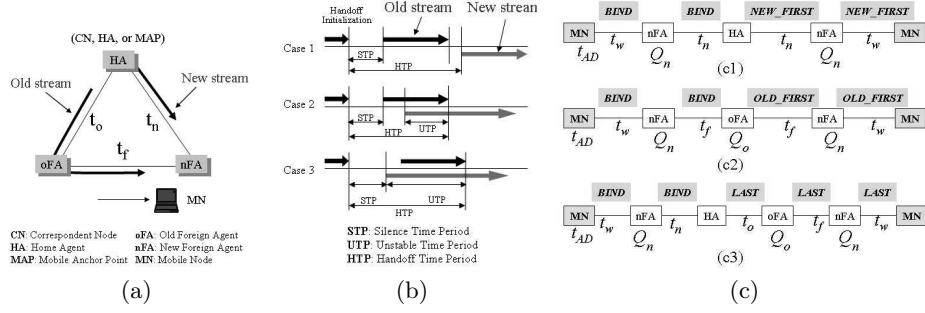 (CN, HA, or MAP)
HA
Old stream
New stream
t_o
t_n
t_f
oFA
nFA
MN
CN: Correspondent Node
oFA: Old Foreign Agent
HA: Home Agent
nFA: New Foreign Agent
MAP: Mobile Anchor Point
MN: Mobile Node
(a)
Handoff
Initialization
Old stream
New stream
Case 1
STP
HTP
Case 2
STP
UTP
HTP
Case 3
STP
UTP
HTP
STP: Silence Time Period
UTP: Unstable Time Period
HTP: Handoff Time Period
(b)
BIND BIND NEW_FIRST NEW_FIRST
MN nFA HA nFA MN
t_AD t_w Q_n t_n t_n Q_n t_w
(c1)
BIND BIND OLD_FIRST OLD_FIRST
MN nFA oFA nFA MN
t_AD t_w Q_n t_f Q_o t_f Q_n t_w
(c2)
BIND BIND LAST LAST LAST
MN nFA HA oFA nFA MN
t_AD t_w Q_n t_n t_o Q_o t_f Q_n t_w
(c3)
(c)